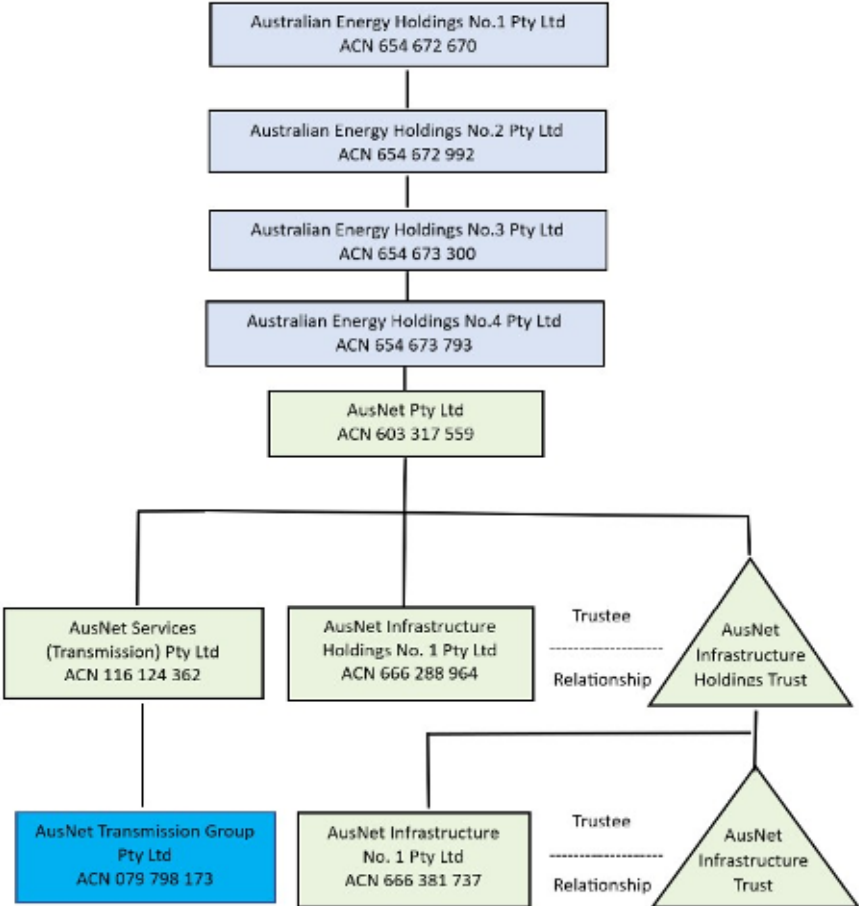 Australian Energy Holdings No.1 Pty Ltd
ACN 654 672 670
Australian Energy Holdings No.2 Pty Ltd
ACN 654 672 992
Australian Energy Holdings No.3 Pty Ltd
ACN 654 673 300
Australian Energy Holdings No.4 Pty Ltd
ACN 654 673 793
AusNet Pty Ltd
ACN 603 317 559
AusNet Services
(Transmission) Pty Ltd
ACN 116 124 362
AusNet Infrastructure
Holdings No. 1 Pty Ltd
ACN 666 288 964
Trustee
Relationship
AusNet
Infrastructure
Holdings Trust
AusNet Transmission Group
Pty Ltd
ACN 079 798 173
AusNet Infrastructure
No. 1 Pty Ltd
ACN 666 381 737
Trustee
Relationship
AusNet
Infrastructure
Trust